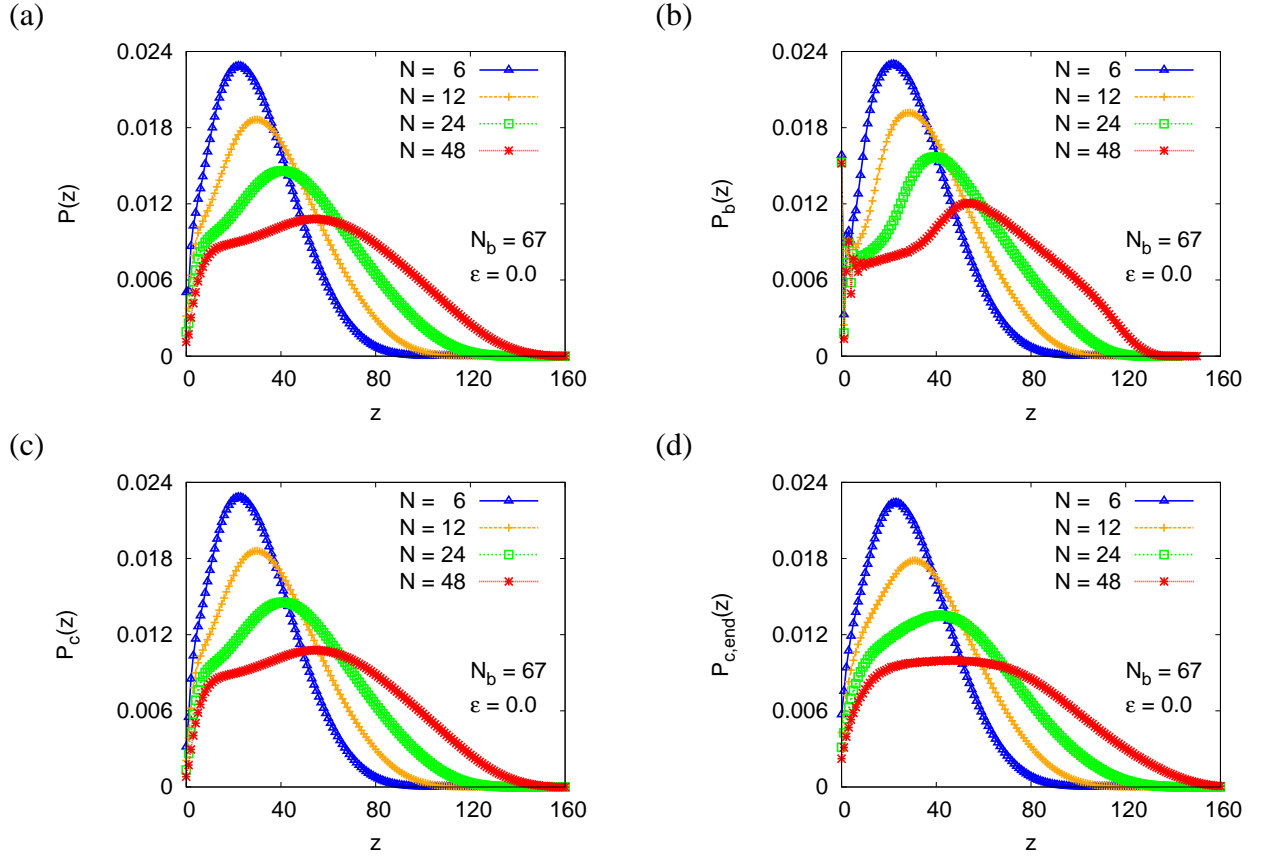 (a)
P(z)
0.024
0.018
0.012
0.006
0
0 40 80 120 160
z
N = 6
N = 12
N = 24
N = 48
N_b = 67
ε = 0.0
(b)
P_b(z)
0.024
0.018
0.012
0.006
0
0 40 80 120 160
z
N = 6
N = 12
N = 24
N = 48
N_b = 67
ε = 0.0
(c)
P_c(z)
0.024
0.018
0.012
0.006
0
0 40 80 120 160
z
N = 6
N = 12
N = 24
N = 48
N_b = 67
ε = 0.0
(d)
P_c,end(z)
0.024
0.018
0.012
0.006
0
0 40 80 120 160
z
N = 6
N = 12
N = 24
N = 48
N_b = 67
ε = 0.0